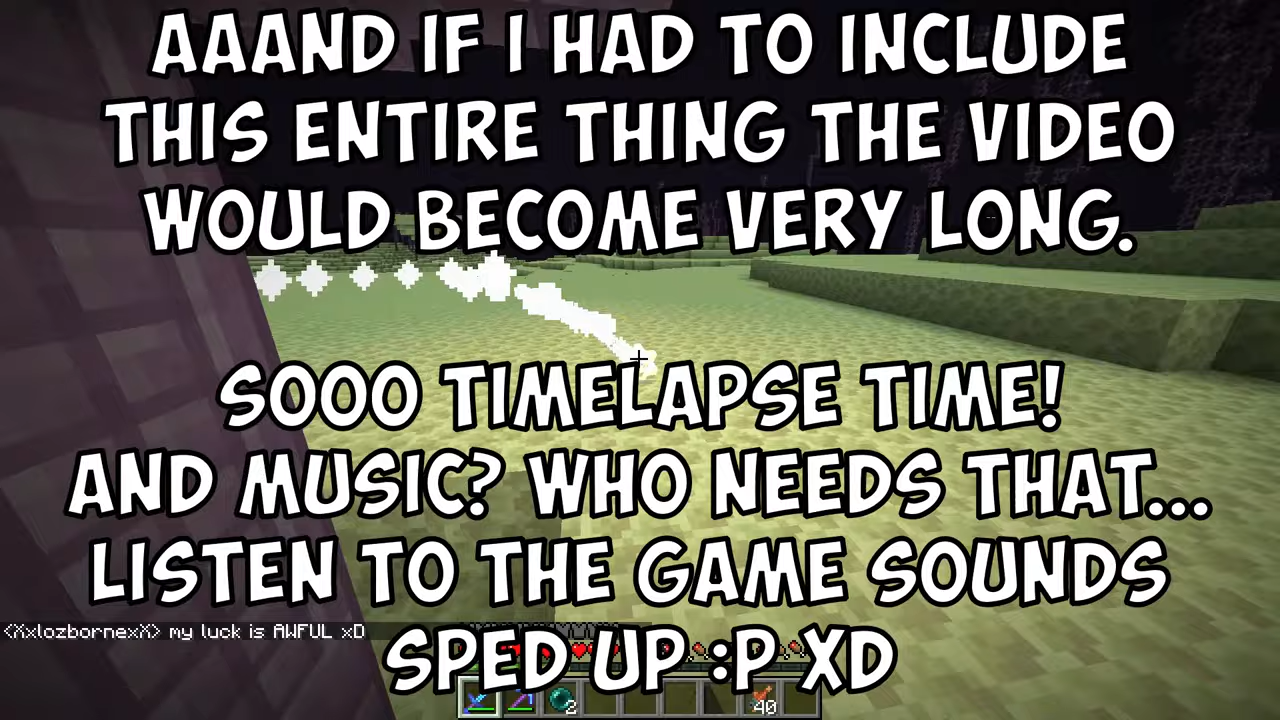 AAAND IF I HAD TO INCLUDE
THIS ENTIRE THING THE VIDEO
WOULD BECOME VERY LONG.
SOOO TIMELAPSE TIME!
AND MUSIC? WHO NEEDS THAT...
LISTEN TO THE GAME SOUNDS
<XxlozbornexX> my luck is AWFUL xD
SPED UP :P XD
2
40